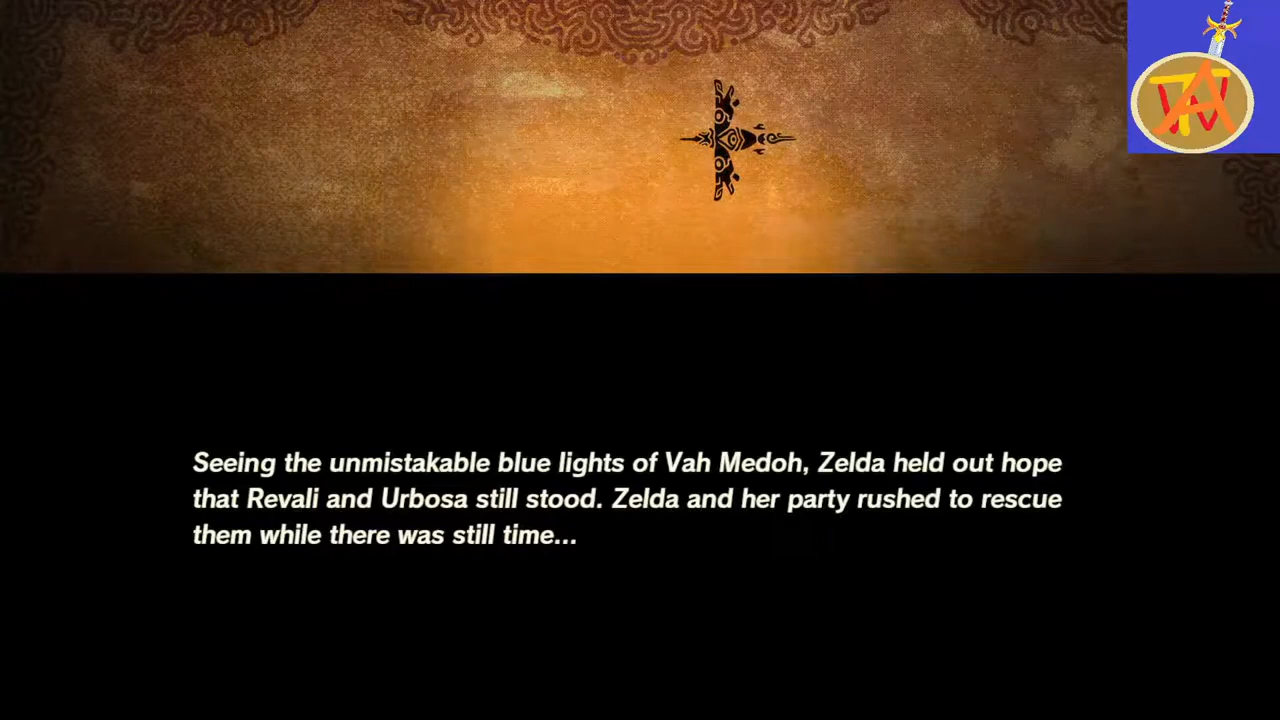 Seeing the unmistakable blue lights of Vah Medoh, Zelda held out hope
that Revali and Urbosa still stood. Zelda and her party rushed to rescue
them while there was still time...